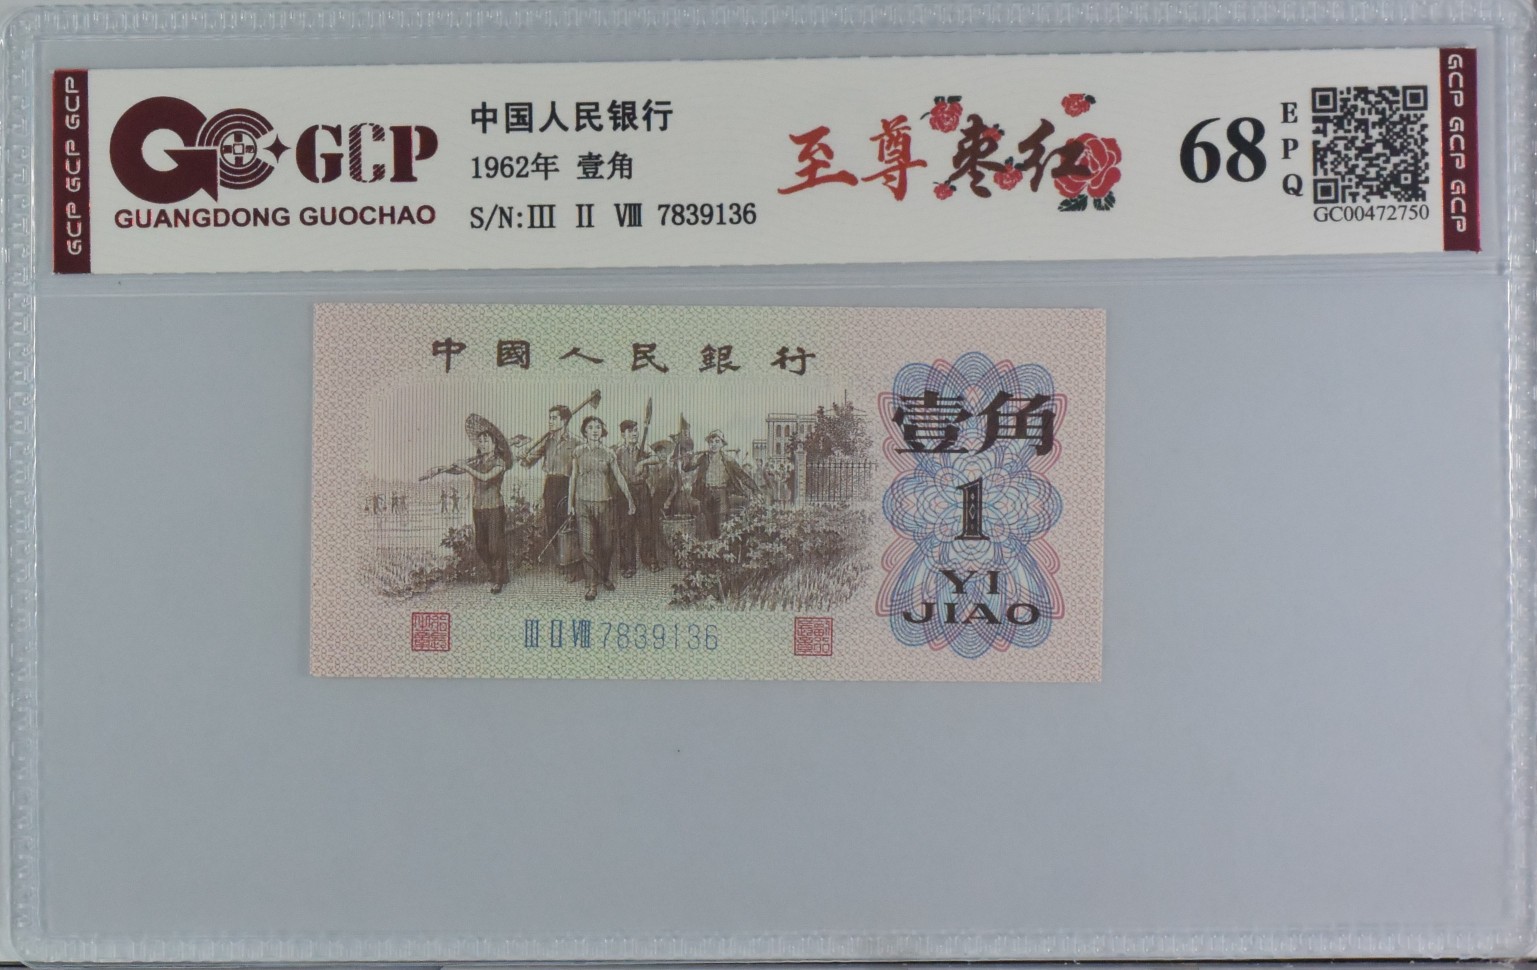 GCP GCP GCP
GCP
GUANGDONG GUOCHAO
中国人民银行
1962年 壹角
S/N:III II VIII 7839136
至尊枣红
68
EPQ
GC00472750
GCP GCP GCP
中國人民銀行
壹角
1
YI
JIAO
III II VIII 7839136